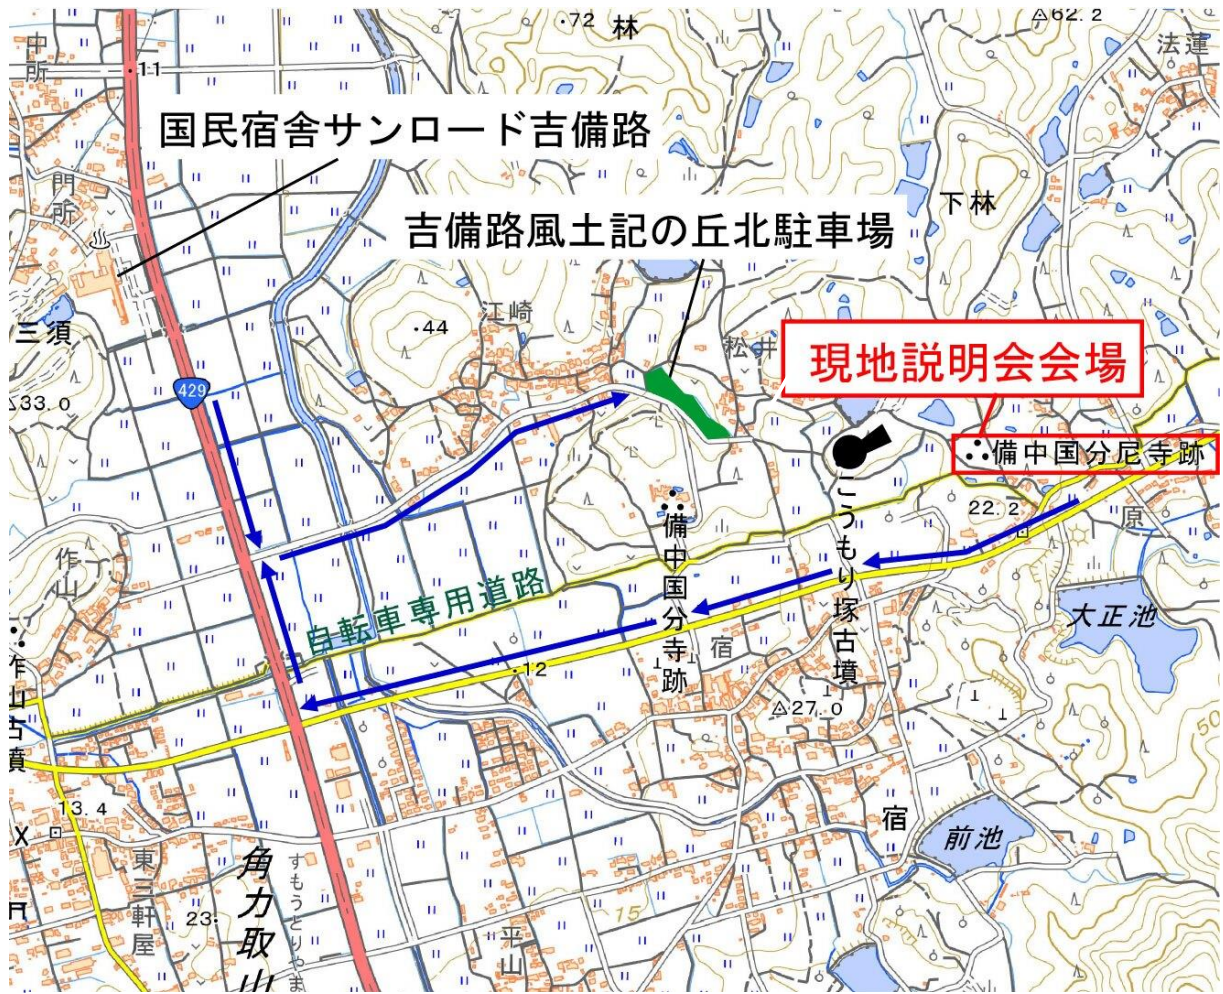 ・72
林
62.2
法蓮
中所
・11
国民宿舎サンロード吉備路
門所
下林
吉備路風土記の丘北駐車場
江崎
・44
三須
松井
現地説明会会場
429
33.0
備中国分尼寺跡
22.2
原
備中国分寺跡
こうもり塚古墳
作山
自転車専用道路
大正池
宿
・12
作山古墳
27.0
50
13.4
宿
前池
東三軒屋
角力取山
すもうとりやま
23・
15
平山
山